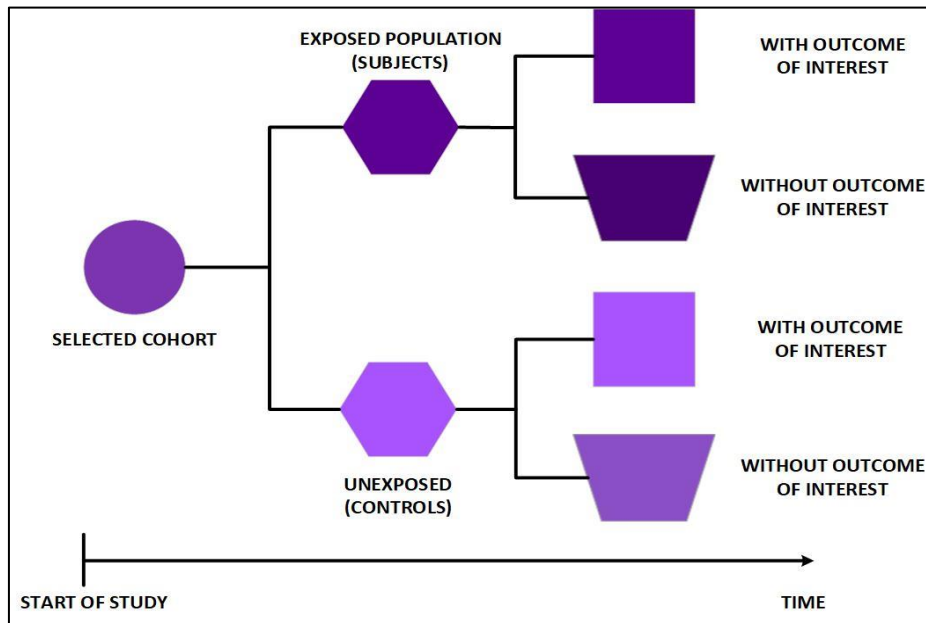 EXPOSED POPULATION
(SUBJECTS)
WITH OUTCOME
OF INTEREST
WITHOUT OUTCOME
OF INTEREST
SELECTED COHORT
WITH OUTCOME
OF INTEREST
UNEXPOSED
(CONTROLS)
WITHOUT OUTCOME
OF INTEREST
START OF STUDY
TIME